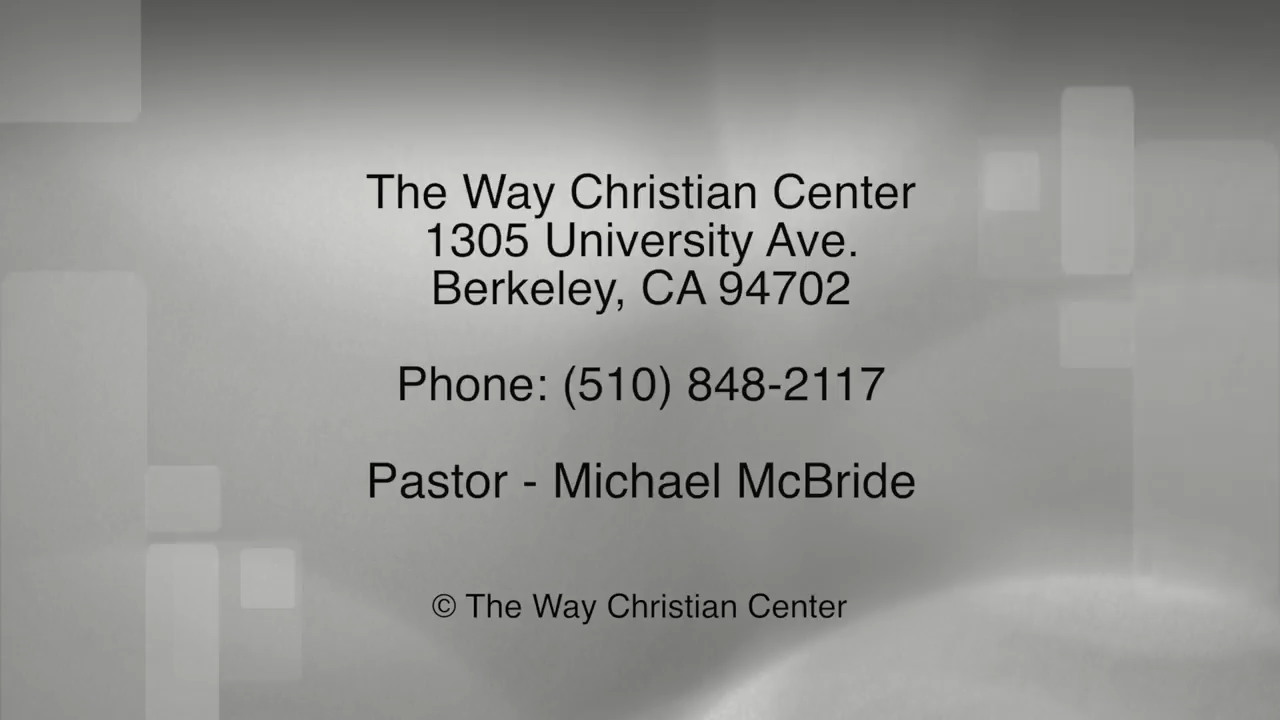 The Way Christian Center
1305 University Ave.
Berkeley, CA 94702
Phone: (510) 848-2117
Pastor - Michael McBride
© The Way Christian Center